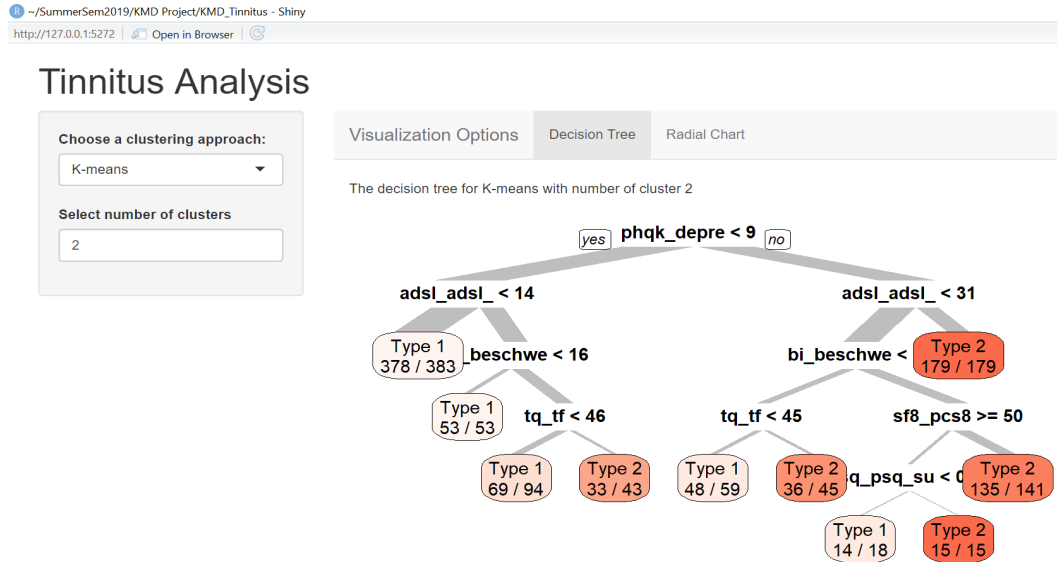 R ~/SummerSem2019/KMD Project/KMD_Tinnitus - Shiny
http://127.0.0.1:5272 Open in Browser
Tinnitus Analysis
Choose a clustering approach:
K-means
Select number of clusters
2
Visualization Options Decision Tree Radial Chart
The decision tree for K-means with number of cluster 2
yes phqk_depre < 9 no
adsl_adsl_ < 14 adsl_adsl_ < 31
Type 1
378 / 383
_beschwe < 16
bi_beschwe <
Type 2
179 / 179
Type 1
53 / 53
tq_tf < 46 tq_tf < 45 sf8_pcs8 >= 50
Type 1
69 / 94
Type 2
33 / 43
Type 1
48 / 59
Type 2
36 / 45
q_psq_su < 0
Type 2
135 / 141
Type 1
14 / 18
Type 2
15 / 15